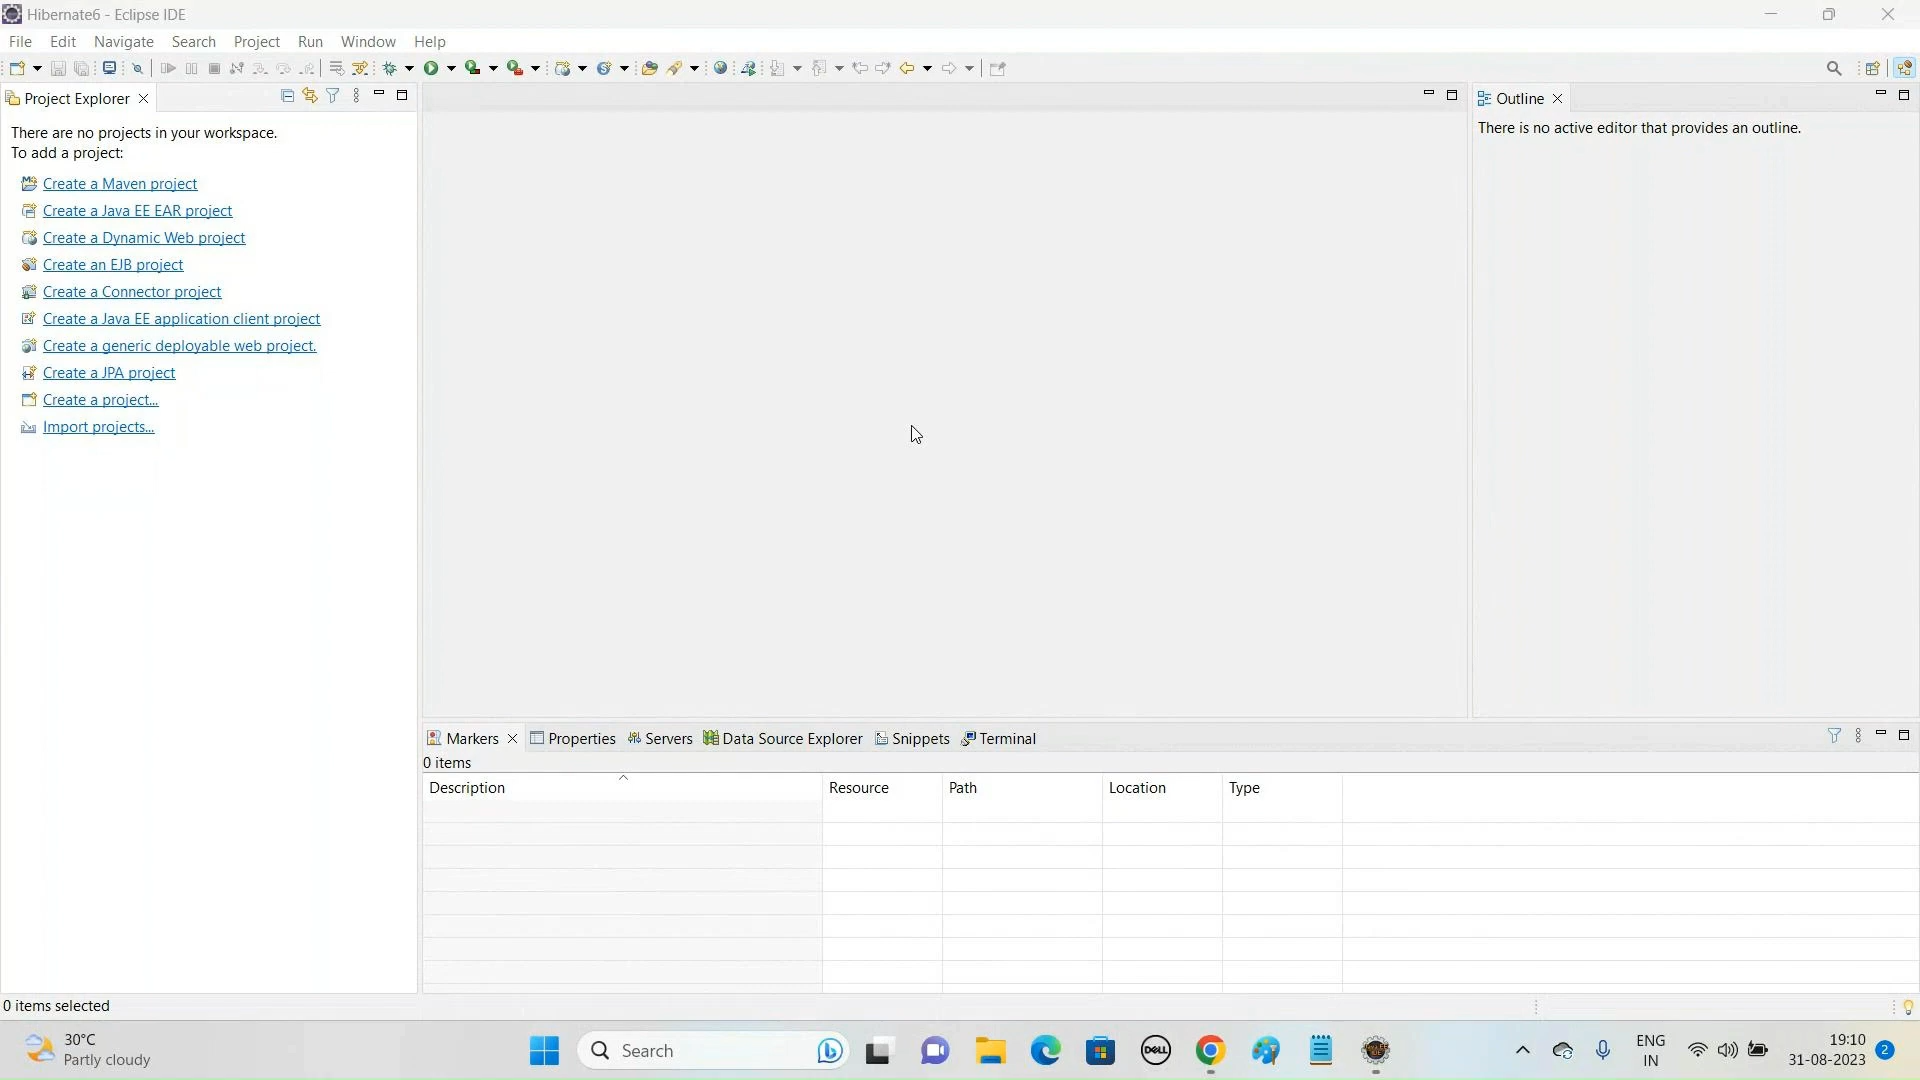 Hibernate6 - Eclipse IDE
File Edit Navigate Search Project Run Window Help
Project Explorer
There are no projects in your workspace.
To add a project:
Create a Maven project
Create a Java EE EAR project
Create a Dynamic Web project
Create an EJB project
Create a Connector project
Create a Java EE application client project
Create a generic deployable web project.
Create a JPA project
Create a project...
Import projects...
Outline
There is no active editor that provides an outline.
Markers Properties Servers Data Source Explorer Snippets Terminal
0 items
Description Resource Path Location Type
0 items selected
30°C
Partly cloudy
Search
DELL
ENG
IN
19:10
31-08-2023
2